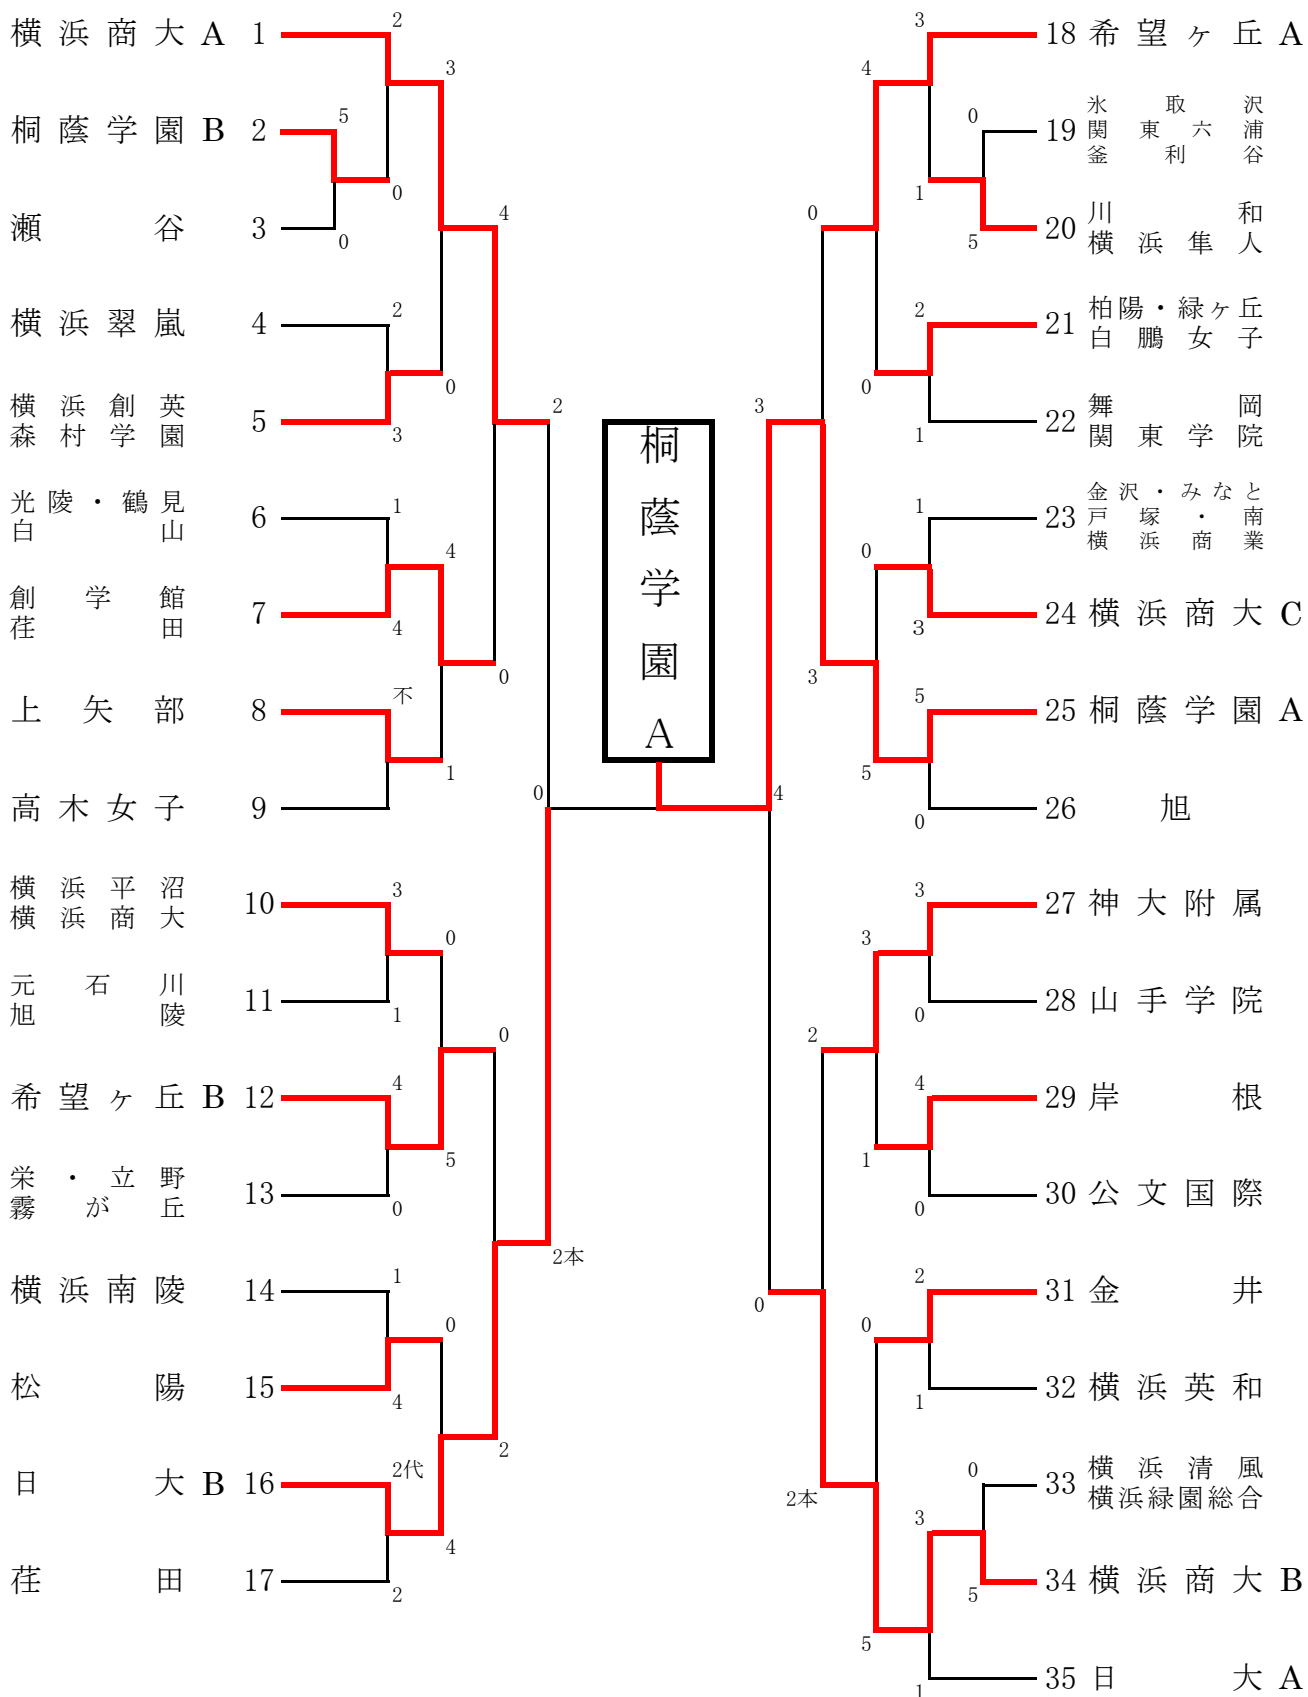 横浜商大A 1
桐蔭学園B 2
瀬谷 3
横浜翠嵐 4
横浜創英
森村学園 5
光陵・鶴見
白山 6
創学館
荏田 7
上矢部 8
高木女子 9
横浜平沼
横浜商大 10
元石川
旭陵 11
希望ヶ丘B 12
栄・立野
霧が丘 13
横浜南陵 14
松陽 15
日大B 16
荏田 17
2
5
0
0
3
2
3
0
4
1
4
4
不
1
0
2
3
1
0
4
0
5
0
1
4
0
2代
2
4
2
2本
0
桐蔭学園A
4
3
0
0
3
2
2本
4
0
0
5
3
1
0
5
3
1
0
5
2
1
1
3
5
0
3
0
4
0
2
1
3
1
0
5
18 希望ヶ丘A
19 氷取沢
関東六浦
釜利谷
20 川和
横浜隼人
21 柏陽・緑ヶ丘
白鵬女子
22 舞岡
関東学院
23 金沢・みなと
戸塚・南
横浜商業
24 横浜商大C
25 桐蔭学園A
26 旭
27 神大附属
28 山手学院
29 岸根
30 公文国際
31 金井
32 横浜英和
33 横浜清風
横浜緑園総合
34 横浜商大B
35 日大A